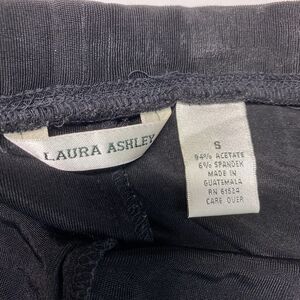 LAURA ASHLEY
S
94% ACETATE
6% SPANDEX
MADE IN
GUATEMALA
RN 61524
CARE OVER